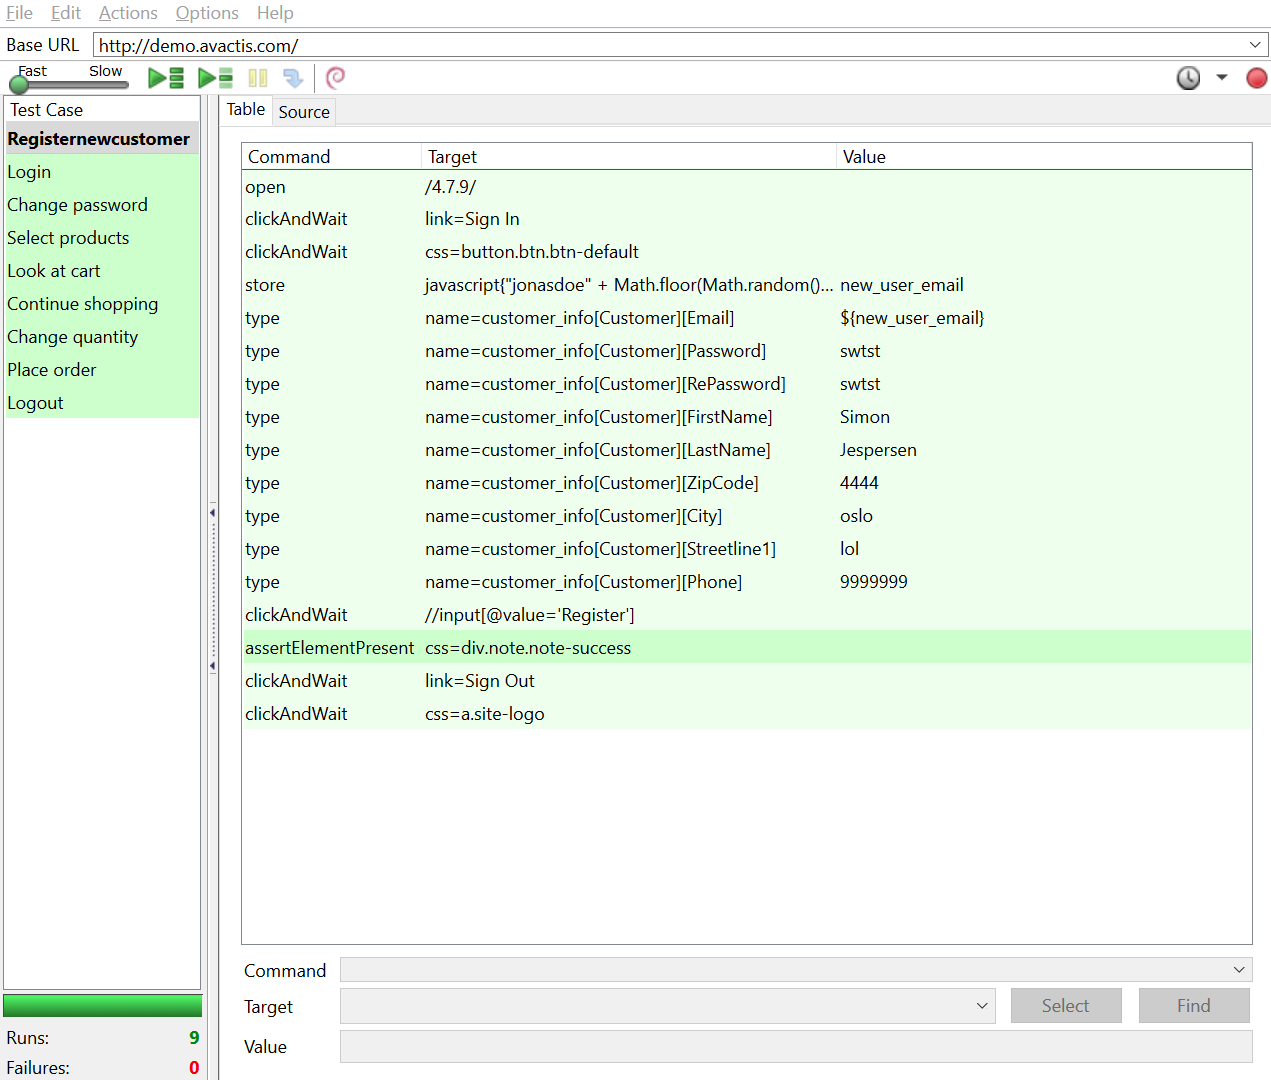 File Edit Actions Options Help
Base URL http://demo.avactis.com/
Fast Slow
Test Case
Registernewcustomer
Login
Change password
Select products
Look at cart
Continue shopping
Change quantity
Place order
Logout
Runs: 9
Failures: 0
Table Source
Command Target Value
open /4.7.9/
clickAndWait link=Sign In
clickAndWait css=button.btn.btn-default
store javascript{"jonasdoe" + Math.floor(Math.random()... new_user_email
type name=customer_info[Customer][Email] ${new_user_email}
type name=customer_info[Customer][Password] swtst
type name=customer_info[Customer][RePassword] swtst
type name=customer_info[Customer][FirstName] Simon
type name=customer_info[Customer][LastName] Jespersen
type name=customer_info[Customer][ZipCode] 4444
type name=customer_info[Customer][City] oslo
type name=customer_info[Customer][Streetline1] lol
type name=customer_info[Customer][Phone] 9999999
clickAndWait //input[@value='Register']
assertElementPresent css=div.note.note-success
clickAndWait link=Sign Out
clickAndWait css=a.site-logo
Command
Target Select Find
Value